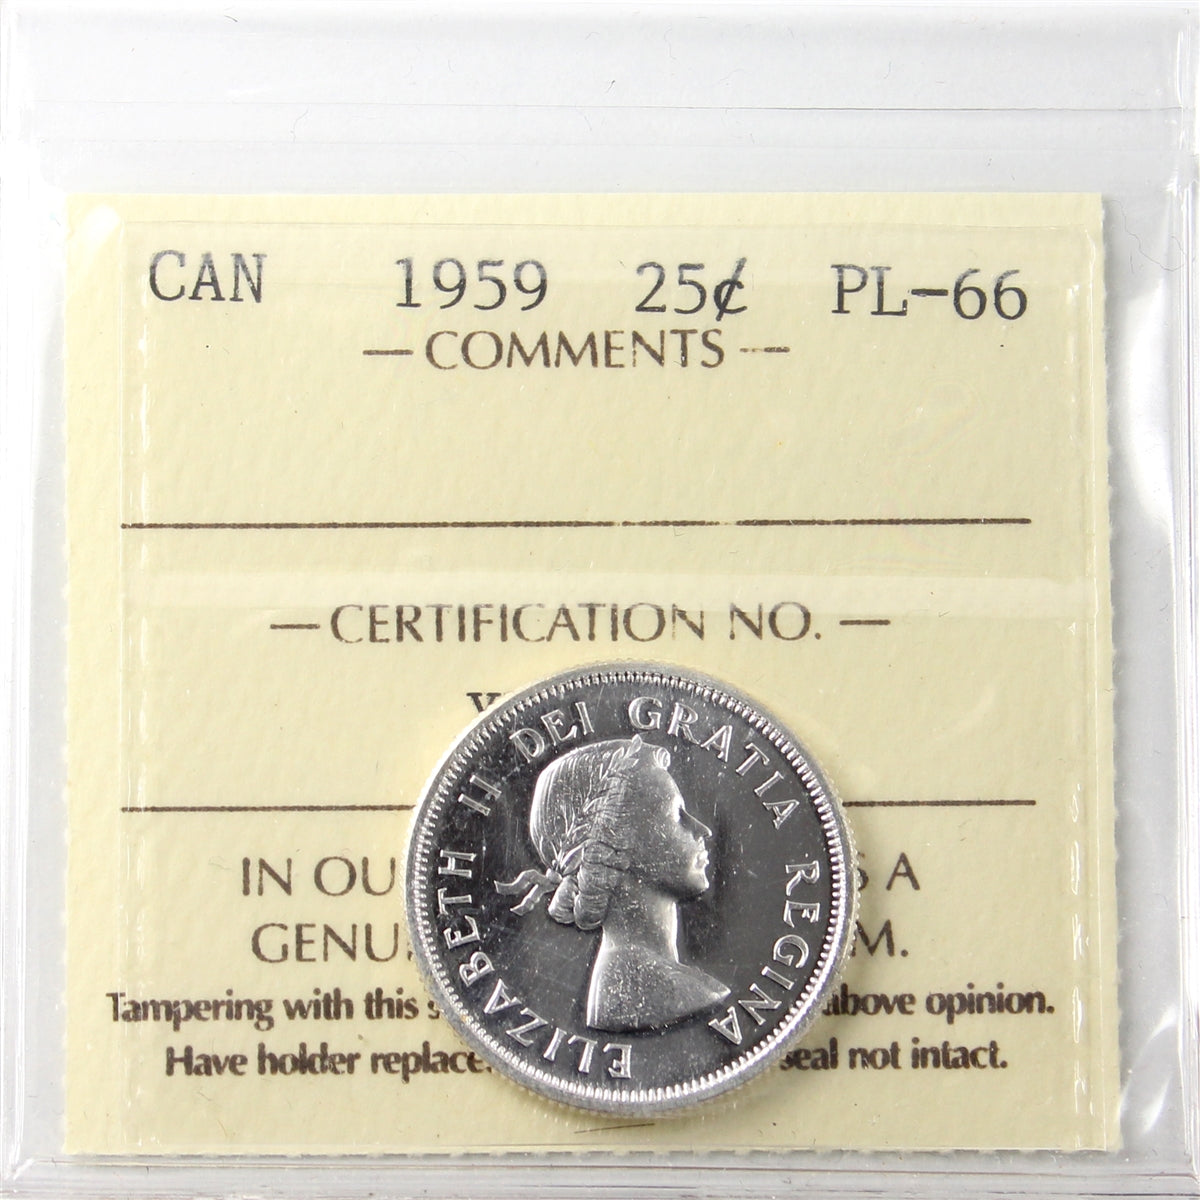 CAN 1959 25¢ PL-66
— COMMENTS —
— CERTIFICATION NO. —
IN OU S A
GENU M.
Tampering with this s above opinion.
Have holder replace seal not intact.
ELIZABETH II DEI GRATIA REGINA